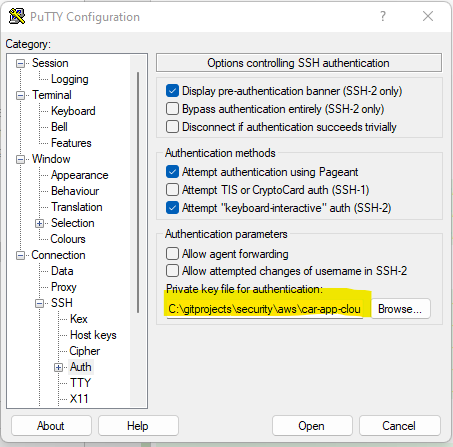 PuTTY Configuration
?
Category:
Session
Logging
Terminal
Keyboard
Bell
Features
Window
Appearance
Behaviour
Translation
Selection
Colours
Connection
Data
Proxy
SSH
Kex
Host keys
Cipher
Auth
TTY
X11
Options controlling SSH authentication
Display pre-authentication banner (SSH-2 only)
Bypass authentication entirely (SSH-2 only)
Disconnect if authentication succeeds trivially
Authentication methods
Attempt authentication using Pageant
Attempt TIS or CryptoCard auth (SSH-1)
Attempt "keyboard-interactive" auth (SSH-2)
Authentication parameters
Allow agent forwarding
Allow attempted changes of username in SSH-2
Private key file for authentication:
C:\gitprojects\security\aws\car-app-clou
Browse...
About
Help
Open
Cancel